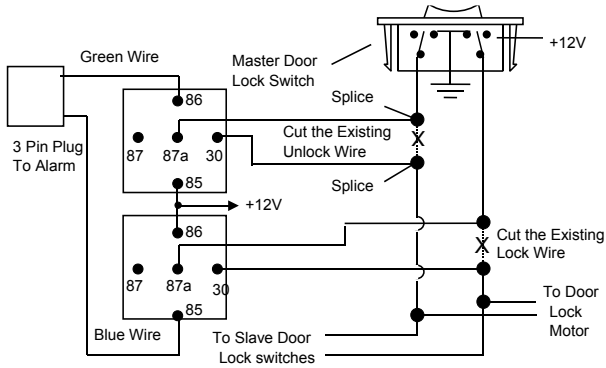 Green Wire
Master Door
Lock Switch
+12V
86
Splice
3 Pin Plug
To Alarm
87
87a
30
Cut the Existing
Unlock Wire
X
85
Splice
+12V
86
Cut the Existing
Lock Wire
X
87
87a
30
85
Blue Wire
To Slave Door
Lock switches
To Door
Lock
Motor